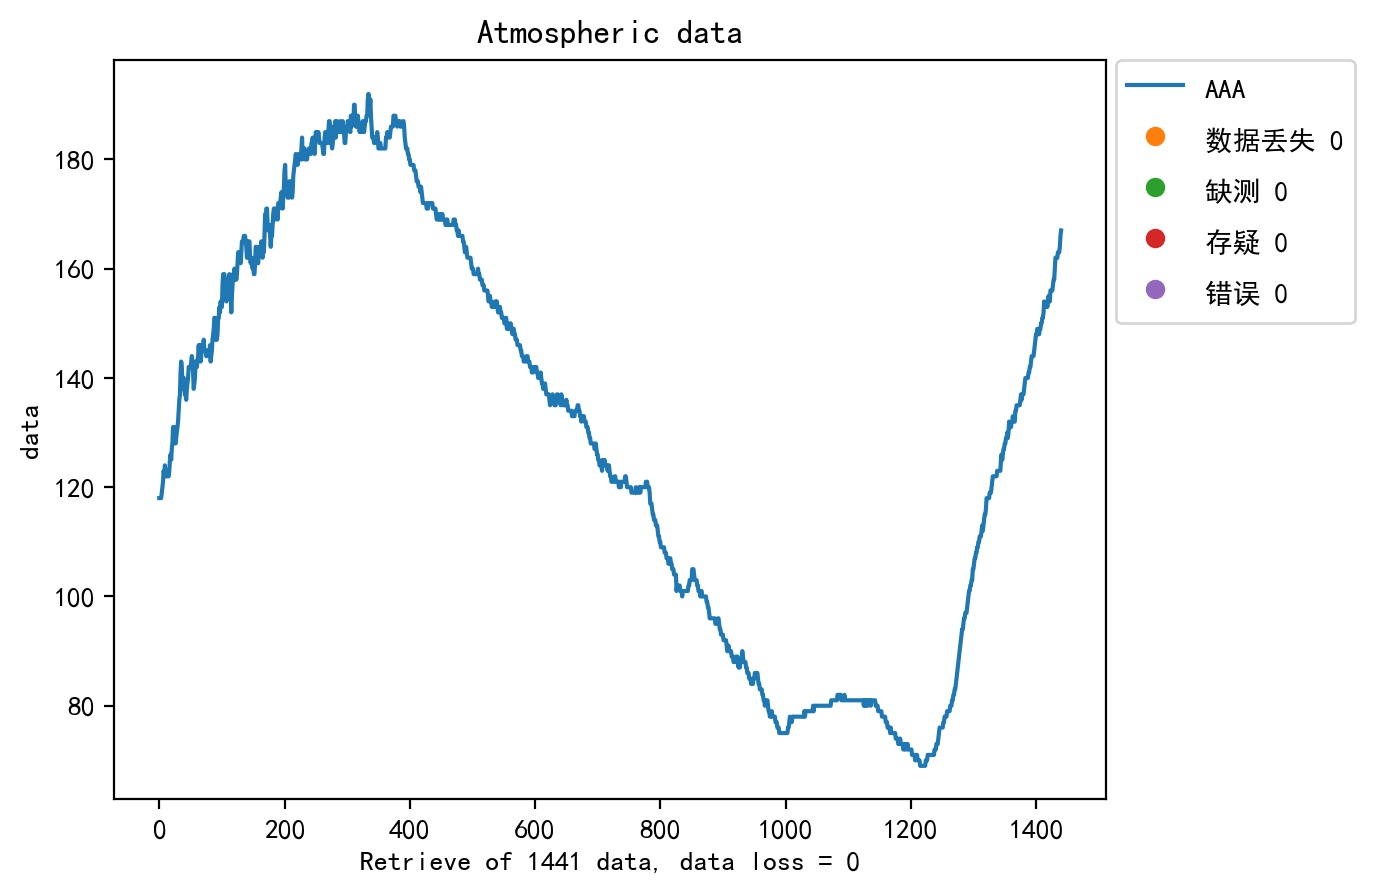 Atmospheric data
AAA
数据丢失 0
缺测 0
存疑 0
错误 0
data
180
160
140
120
100
80
0 200 400 600 800 1000 1200 1400
Retrieve of 1441 data, data loss = 0